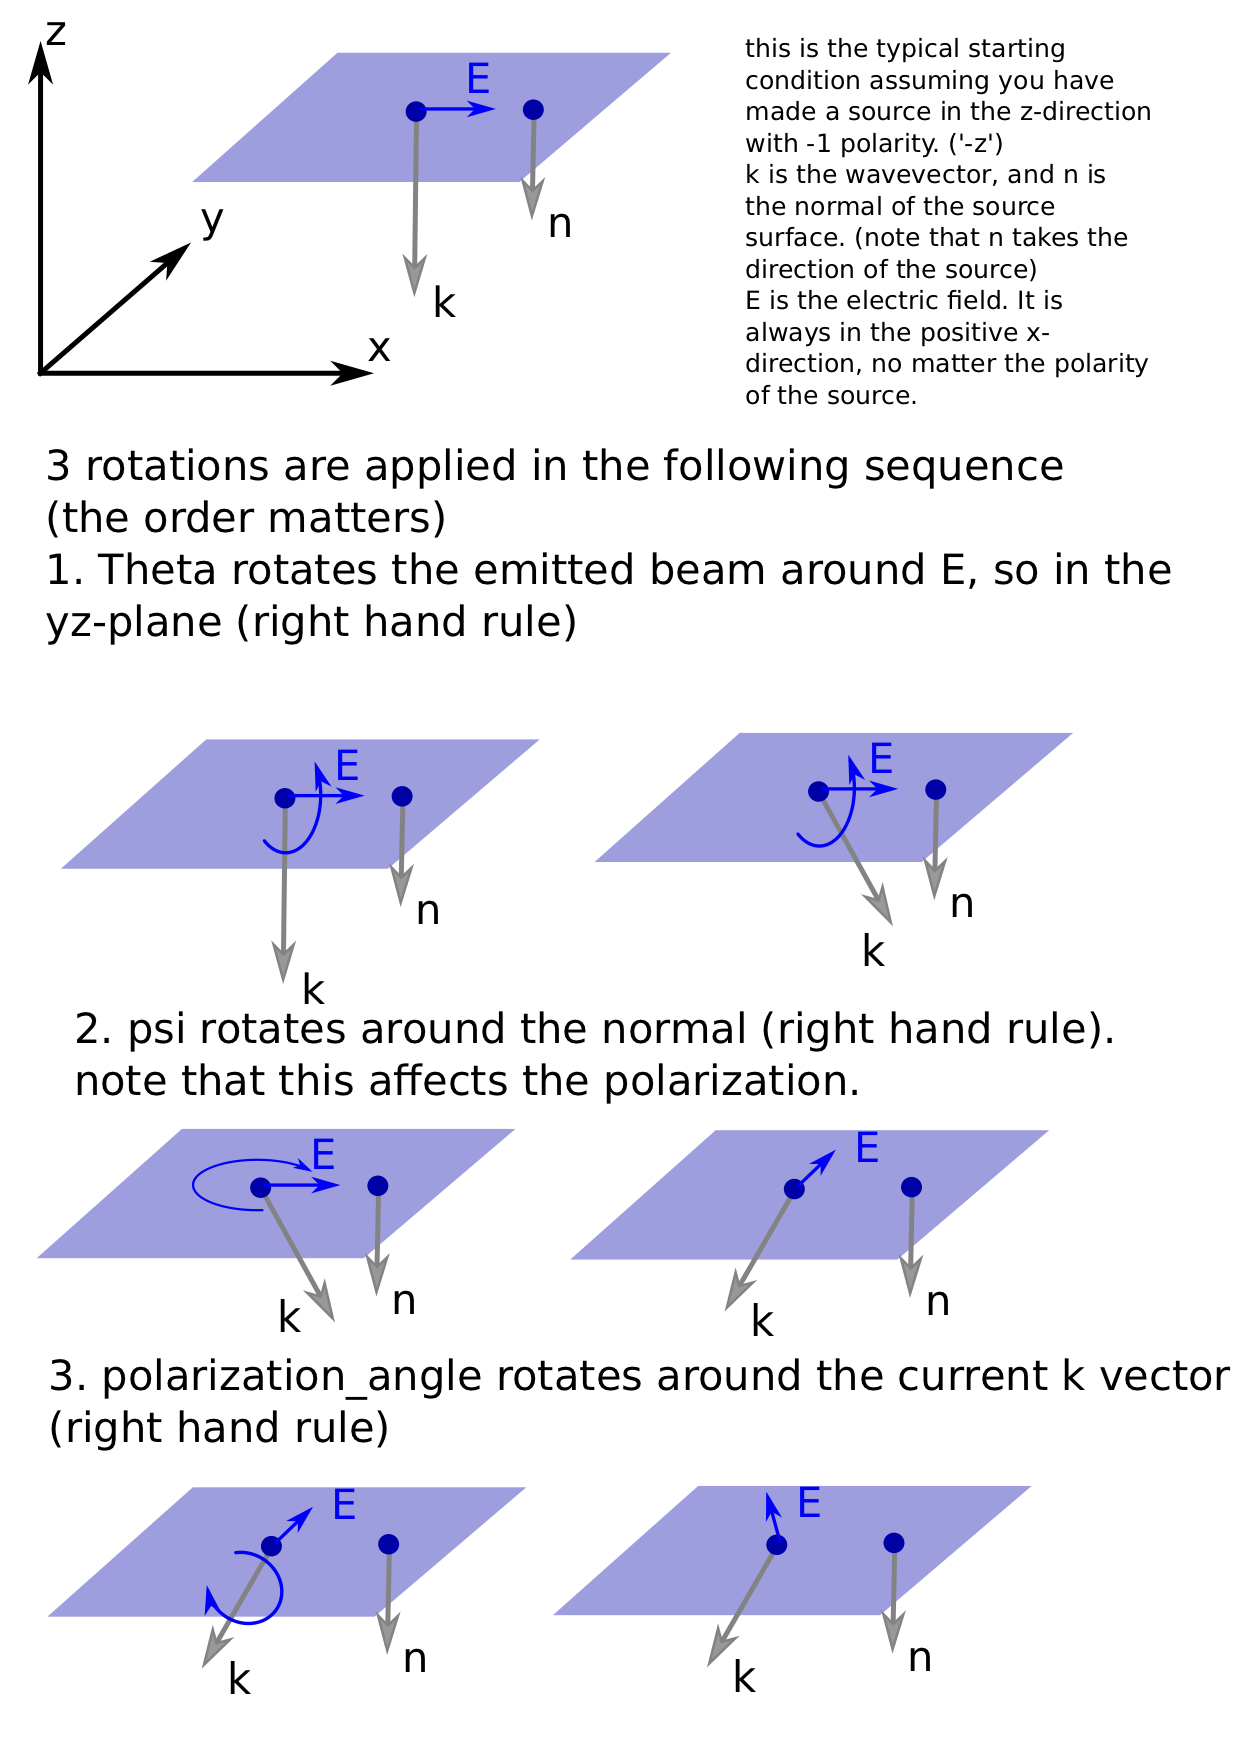 z
E
y
n
k
x
this is the typical starting
condition assuming you have
made a source in the z-direction
with -1 polarity. ('-z')
k is the wavevector, and n is
the normal of the source
surface. (note that n takes the
direction of the source)
E is the electric field. It is
always in the positive x-
direction, no matter the polarity
of the source.
3 rotations are applied in the following sequence
(the order matters)
1. Theta rotates the emitted beam around E, so in the
yz-plane (right hand rule)
E
n
k
E
n
k
2. psi rotates around the normal (right hand rule).
note that this affects the polarization.
E
n
k
E
n
k
3. polarization_angle rotates around the current k vector
(right hand rule)
E
n
k
E
n
k